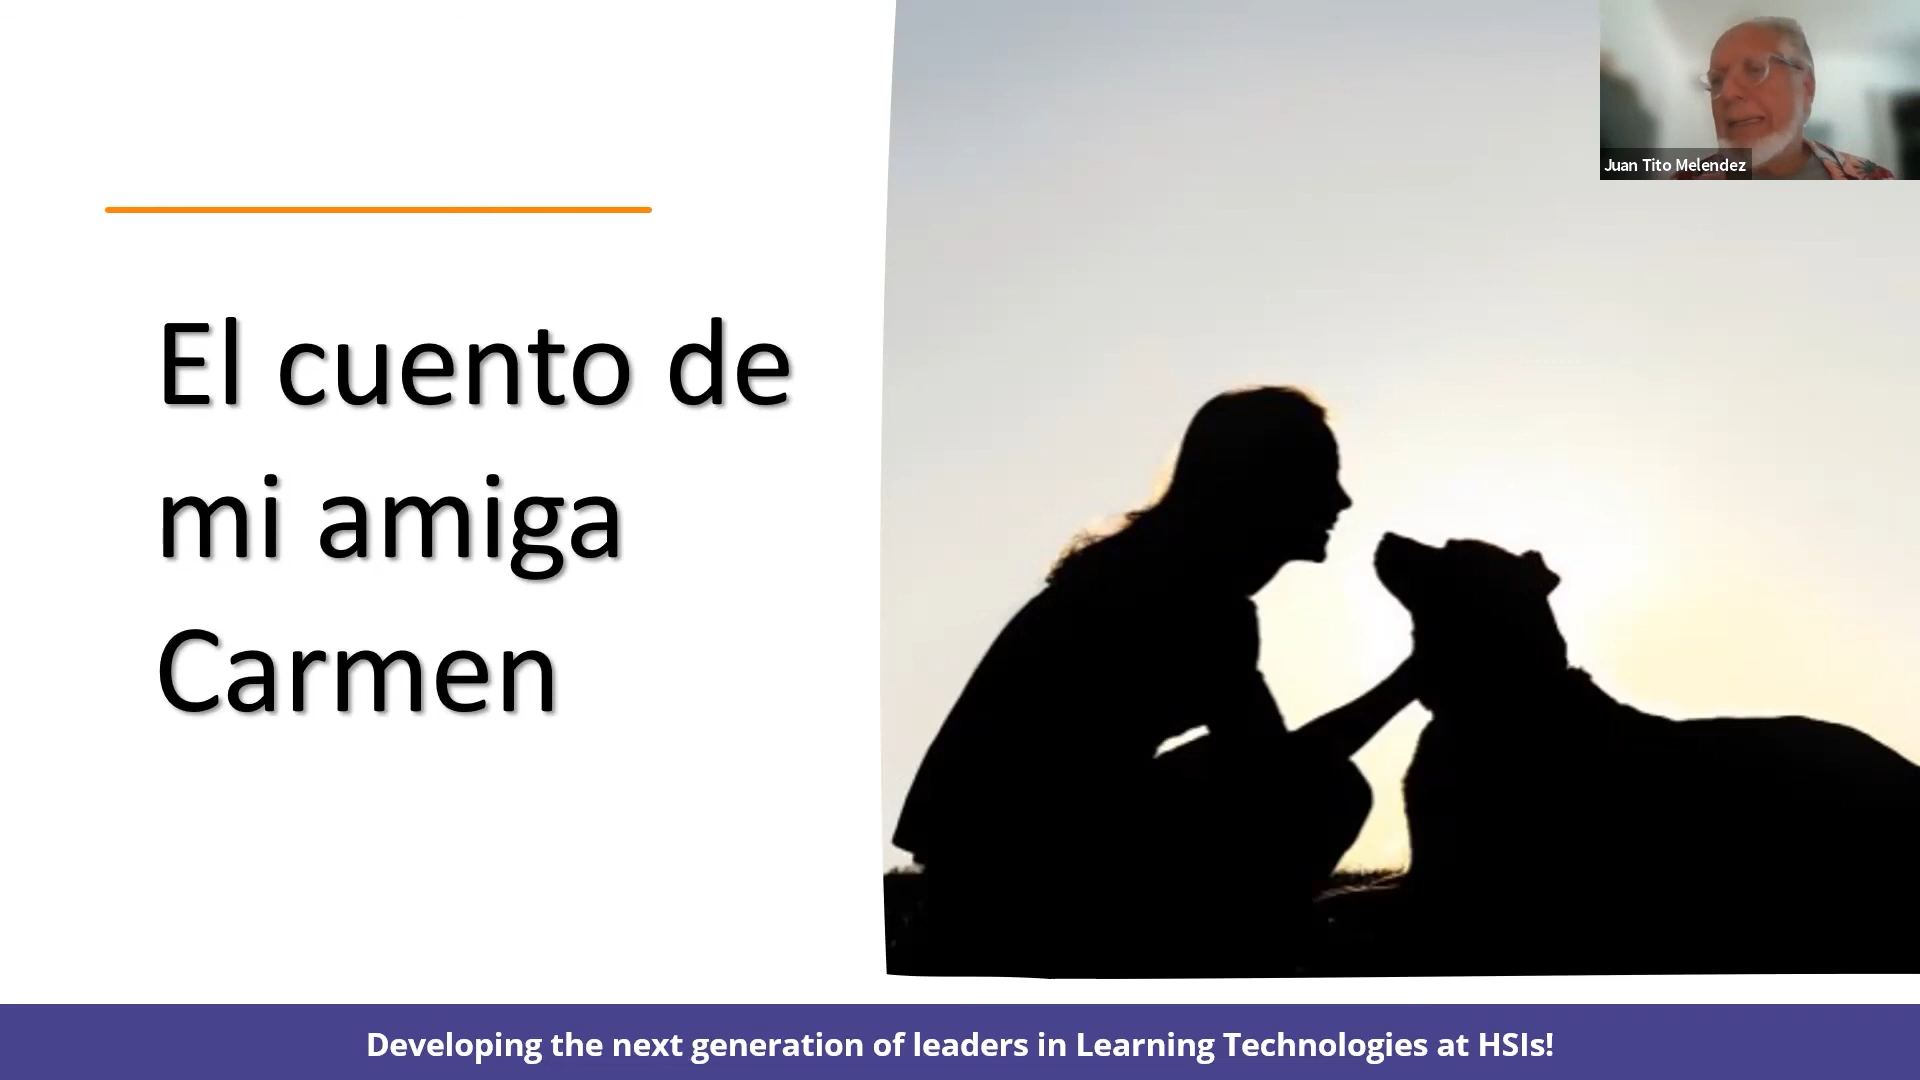 Juan Tito Melendez
El cuento de
mi amiga
Carmen
Developing the next generation of leaders in Learning Technologies at HSIs!